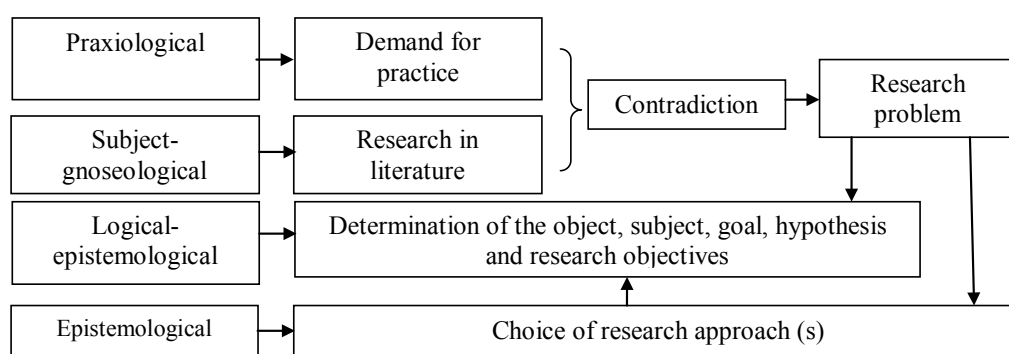 Praxiological
Demand for
practice
Contradiction
Research
problem
Subject-
gnoseological
Research in
literature
Logical-
epistemological
Determination of the object, subject, goal, hypothesis
and research objectives
Epistemological
Choice of research approach (s)